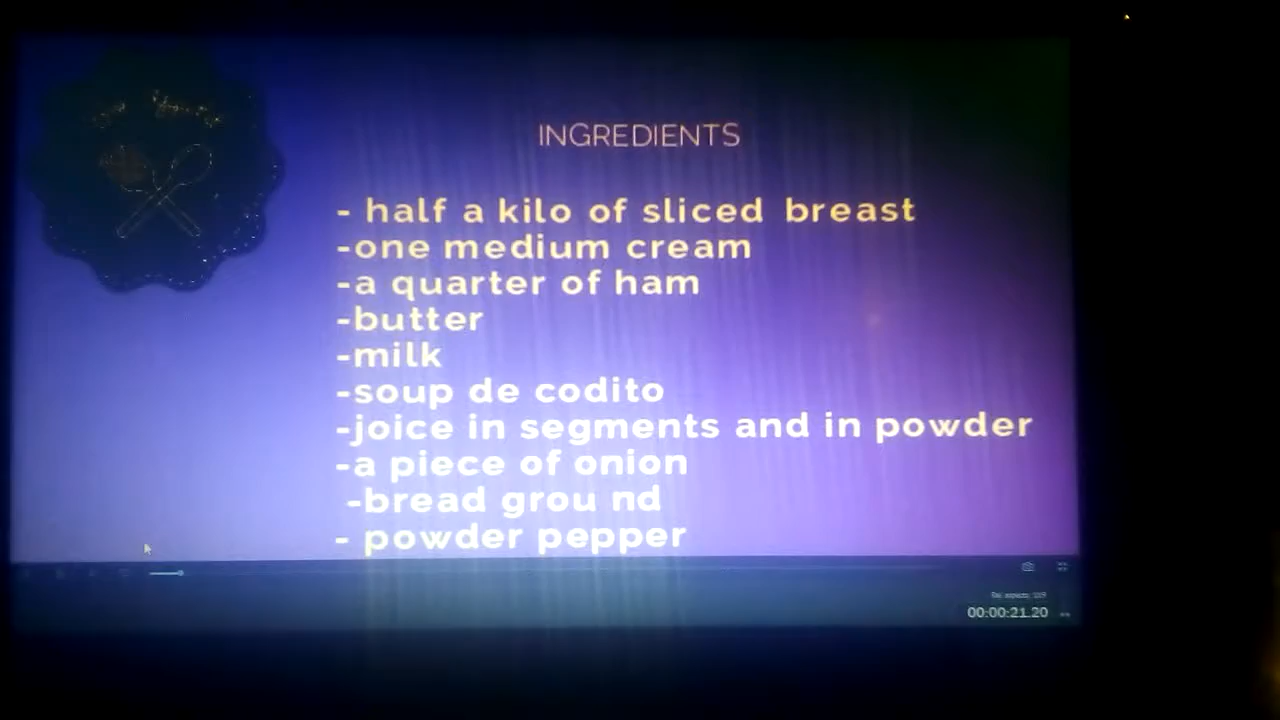 INGREDIENTS
- half a kilo of sliced breast
-one medium cream
-a quarter of ham
-butter
-milk
-soup de codito
-joice in segments and in powder
-a piece of onion
-bread grou nd
- powder pepper
00:00:21.20